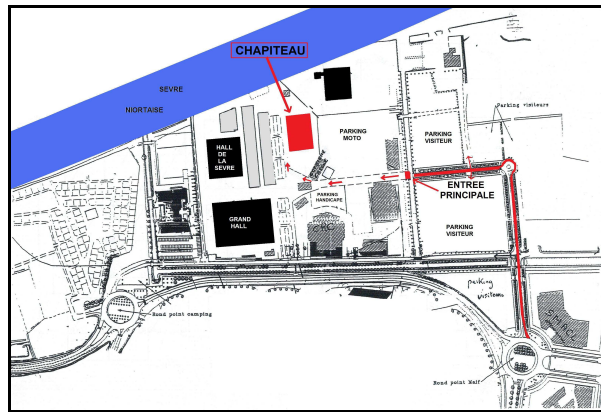 CHAPITEAU
SEVRE
NIORTAISE
Parking visiteurs
PARKING
MOTO
PARKING
VISITEUR
HALL
DE
LA
SEVRE
ENTREE
PRINCIPALE
PARKING
HANDICAPE
GRAND
HALL
CRC
PARKING
VISITEUR
parking
visiteurs
Rond point camping
Rond point Maif